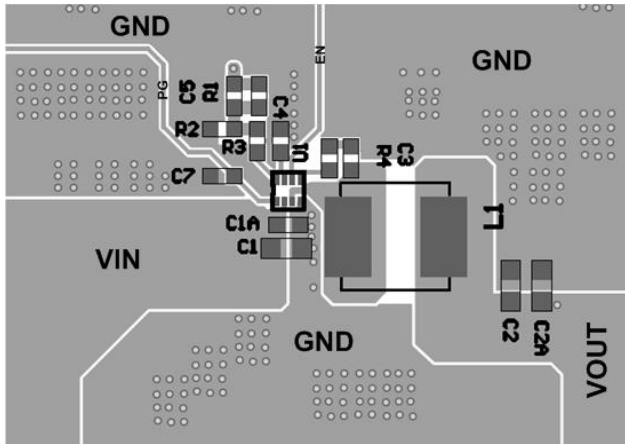 GND
EN
GND
PG
C5
R1
C4
R2
R3
U1
R4
C3
C7
C1A
C1
L1
VIN
GND
C2
C2A
VOUT